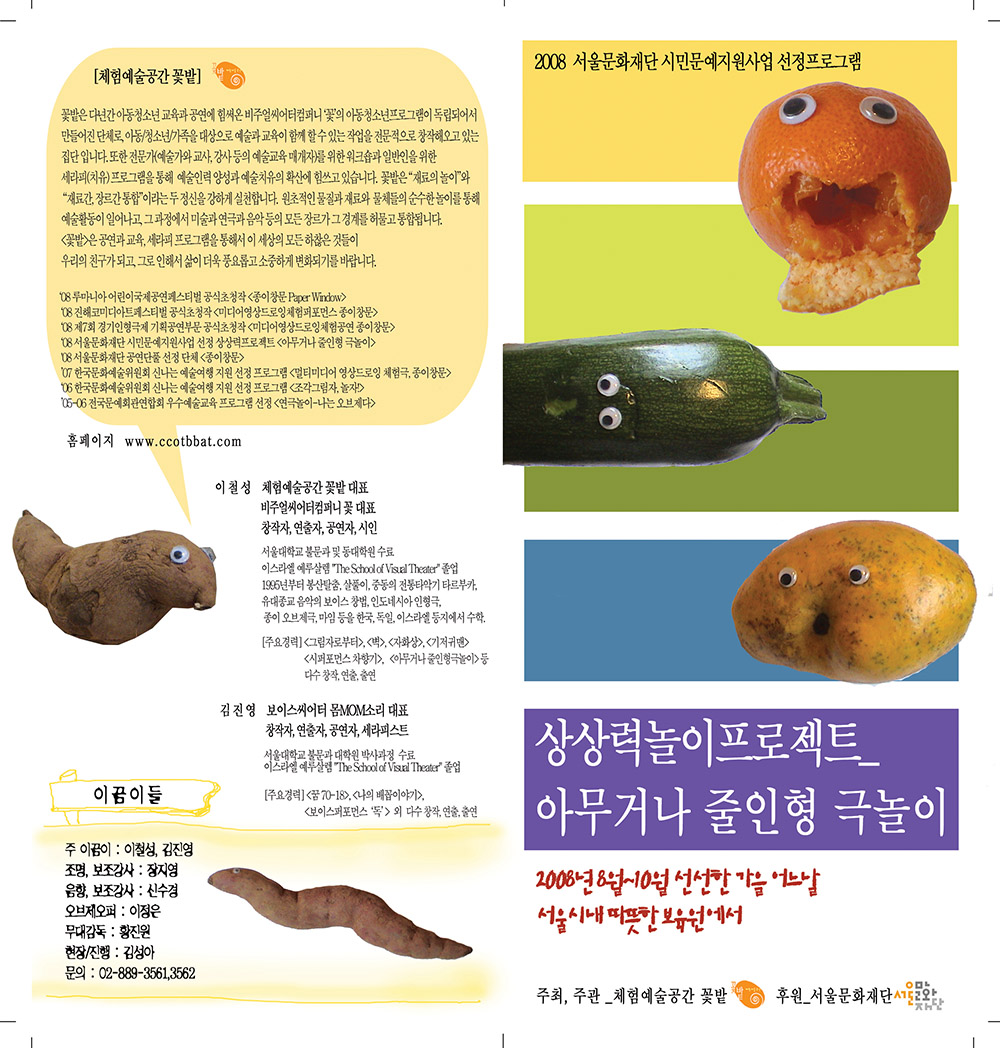 [체험예술공간 꽃밭]
꽃밭은 다년간 아동청소년 교육과 공연에 힘써온 비주얼씨어터컴퍼니 '꽃'의 아동청소년프로그램이 독립되어서
만들어진 단체로, 아동/청소년/가족을 대상으로 예술과 교육이 함께 할 수 있는 작업을 전문적으로 창작해오고 있는
집단 입니다. 또한 전문가(예술가와 교사, 강사 등의 예술교육 매개자)를 위한 워크숍과 일반인을 위한
세라피(치유) 프로그램을 통해 예술인력 양성과 예술치유의 확산에 힘쓰고 있습니다. 꽃밭은 "재료의 놀이"와
"재료간, 장르간 통합"이라는 두 정신을 강하게 실천합니다. 원초적인 물질과 재료와 물체들의 순수한 놀이를 통해
예술활동이 일어나고, 그 과정에서 미술과 연극과 음악 등의 모든 장르가 그 경계를 허물고 통합됩니다.
<꽃밭>은 공연과 교육, 세라피 프로그램을 통해서 이 세상의 모든 하찮은 것들이
우리의 친구가 되고, 그로 인해서 삶이 더욱 풍요롭고 소중하게 변화되기를 바랍니다.
'08 루마니아 어린이국제공연페스티벌 공식초청작 <종이창문 Paper Window>
'08 진해코미디아트페스티벌 공식초청작 <미디어영상드로잉체험퍼포먼스 종이창문>
'08 제7회 경기인형극제 기획공연부문 공식초청작 <미디어영상드로잉체험공연 종이창문>
'08 서울문화재단 시민문예지원사업 선정 상상력프로젝트 <아무거나 줄인형 극놀이>
'08 서울문화재단 공연단풀 선정 단체 <종이창문>
'07 한국문화예술위원회 신나는 예술여행 지원 선정 프로그램 <멀티미디어 영상드로잉 체험극, 종이창문>
'06 한국문화예술위원회 신나는 예술여행 지원 선정 프로그램 <조각그림자, 놀자!>
'05-06 전국문예회관연합회 우수예술교육 프로그램 선정 <연극놀이-나는 오브제다>
홈페이지 www.ccotbbat.com
이철성 체험예술공간 꽃밭 대표
비주얼씨어터컴퍼니 꽃 대표
창작자, 연출자, 공연자, 시인
서울대학교 불문과 및 동대학원 수료
이스라엘 예루살렘 "The School of Visual Theater" 졸업
1995년부터 봉산탈춤, 살풀이, 중동의 전통타악기 타르부카,
유대종교 음악의 보이스 창법, 인도네시아 인형극,
종이 오브제극, 마임 등을 한국, 독일, 이스라엘 등지에서 수학.
[주요경력] <그림자로부터>, <벽>, <자화상>, <기저귀맨>
<시퍼포먼스 차향기>, <아무거나 줄인형극놀이> 등
다수 창작, 연출, 출연
김진영 보이스씨어터 몸MOM소리 대표
창작자, 연출자, 공연자, 세라피스트
서울대학교 불문과 대학원 박사과정 수료
이스라엘 예루살렘 "The School of Visual Theater" 졸업
[주요경력] <꿈 70-18>, <나의 배꼽이야기>,
<보이스퍼포먼스 '독'> 외 다수 창작, 연출, 출연
이끔이들
주 이끔이 : 이철성, 김진영
조명, 보조강사 : 장지영
음향, 보조강사 : 신수경
오브제오퍼 : 이정은
무대감독 : 황진원
현장/진행 : 김성아
문의 : 02-889-3561,3562
2008 서울문화재단 시민문예지원사업 선정프로그램
상상력놀이프로젝트_
아무거나 줄인형 극놀이
2008년 8월~10월 선선한 가을 어느날
서울시내 따뜻한 보육원에서
주최, 주관 _체험예술공간 꽃밭 후원_서울문화재단
서울문화재단